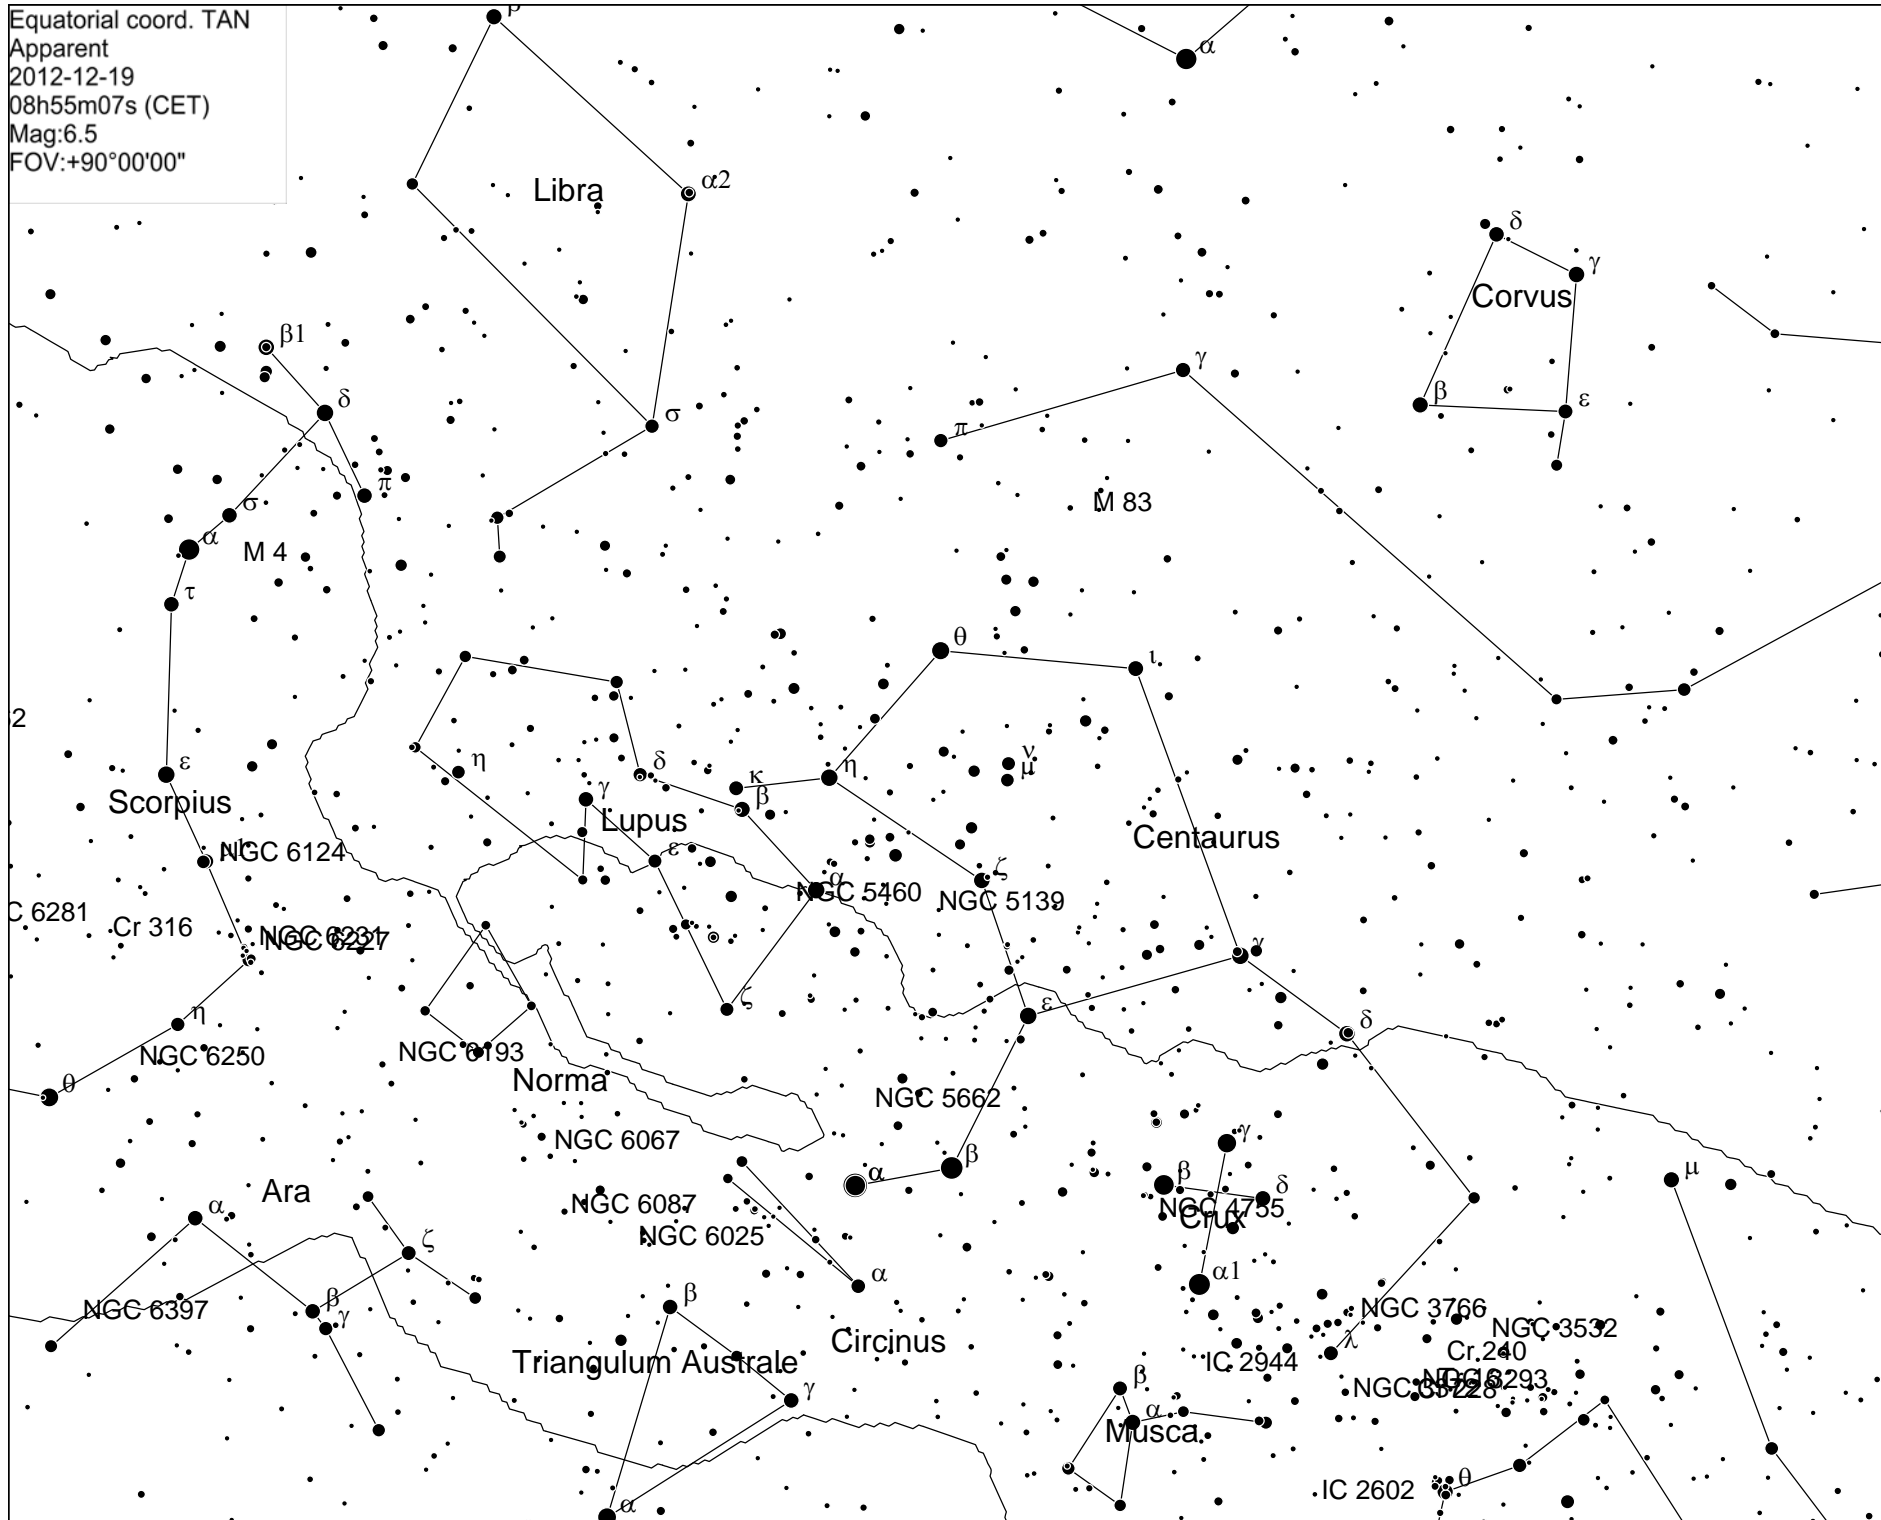 Equatorial coord. TAN
Apparent
2012-12-19
08h55m07s (CET)
Mag:6.5
FOV:+90°00'00"
β
α
Libra
α2
δ
γ
Corvus
β1
γ
δ
β
ε
σ
π
π
σ
M 83
α
M 4
τ
θ
ι
2
ν
ε
η
δ
κ
η
μ
Scorpius
γ
β
Lupus
Centaurus
NGC 6124
ε
ζ
α
NGC 5460
NGC 5139
C 6281
Cr 316
NGC 6231
NGC 6227
γ
ζ
ε
η
δ
NGC 6250
NGC 6193
Norma
θ
NGC 5662
NGC 6067
γ
β
α
β
μ
Ara
δ
α
NGC 6087
NGC 4755
Crux
NGC 6025
ζ
α
α1
β
NGC 6397
β
γ
NGC 3766
NGC 3532
Circinus
λ
Cr 240
Triangulum Australe
IC 2944
β
γ
α
Musca
θ
IC 2602
α